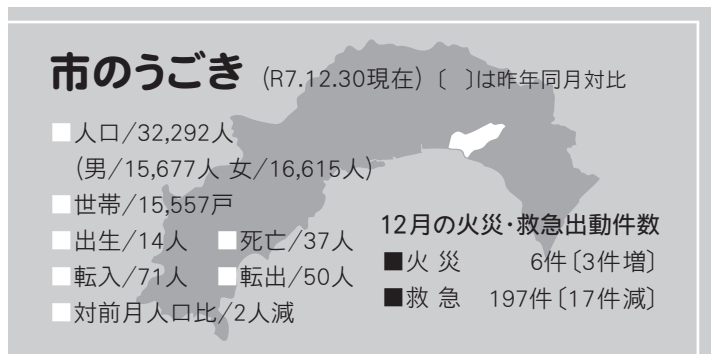 市のうごき (R7.12.30現在)〔 〕は昨年同月対比
■人口/32,292人
(男/15,677人 女/16,615人)
■世帯/15,557戸
■出生/14人 ■死亡/37人
■転入/71人 ■転出/50人
■対前月人口比/2人減
12月の火災・救急出動件数
■火 災 6件〔3件増〕
■救 急 197件〔17件減〕